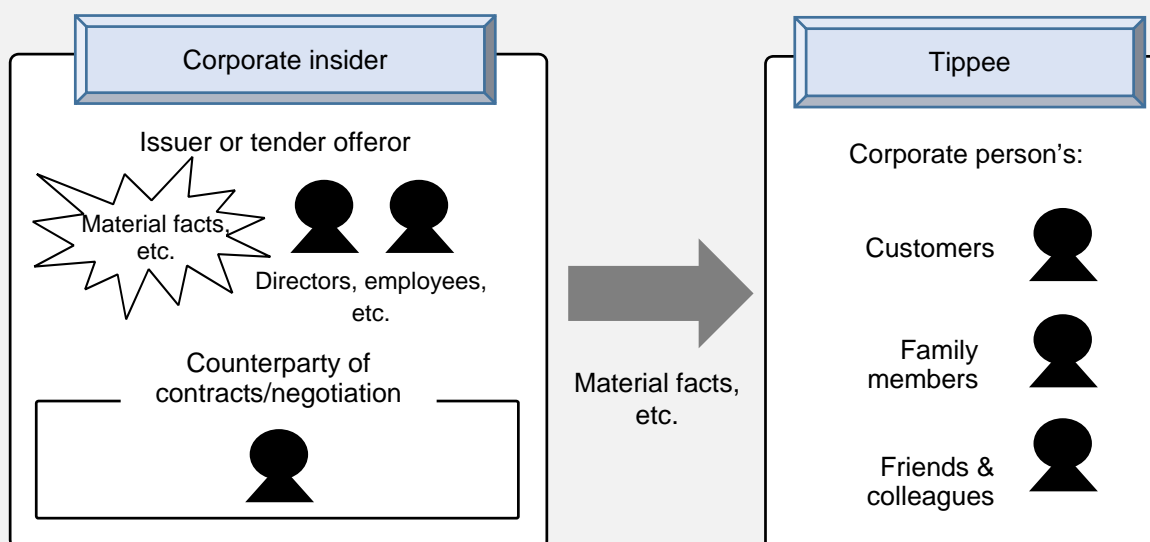 Corporate insider
Issuer or tender offeror
Material facts,
etc.
Directors, employees,
etc.
Counterparty of
contracts/negotiation
Material facts,
etc.
Tippee
Corporate person’s:
Customers
Family
members
Friends &
colleagues